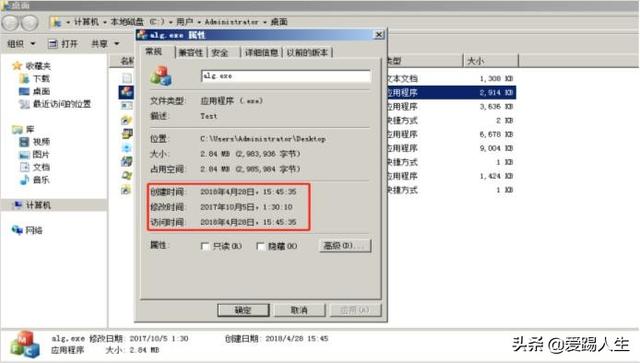 桌面
计算机 ▸ 本地磁盘 (C:) ▸ 用户 ▸ Administrator ▸ 桌面
组织 打开 共享
收藏夹
下载
桌面
最近访问的位置
库
视频
图片
文档
音乐
计算机
网络
alg.exe 属性
常规 兼容性 安全 详细信息 以前的版本
alg.exe
文件类型: 应用程序 (.exe)
描述: Test
位置: C:\Users\Administrator\Desktop
大小: 2.84 MB (2,983,936 字节)
占用空间: 2.84 MB (2,985,984 字节)
创建时间: 2018年4月28日，15:45:35
修改时间: 2017年10月5日，1:30:10
访问时间: 2018年4月28日，15:45:35
属性: 只读(R) 隐藏(H) 高级(D)...
确定 取消 应用(A)
类型 大小
文本文档 1,308 KB
应用程序 2,914 KB
应用程序 3,636 KB
快捷方式 2 KB
应用程序 6,678 KB
应用程序 9,004 KB
快捷方式 1 KB
应用程序 1,424 KB
快捷方式 2 KB
alg.exe 修改日期: 2017/10/5 1:30 创建日期: 2018/4/28 15:45
应用程序 大小: 2.84 MB
头条 @爱踢人生